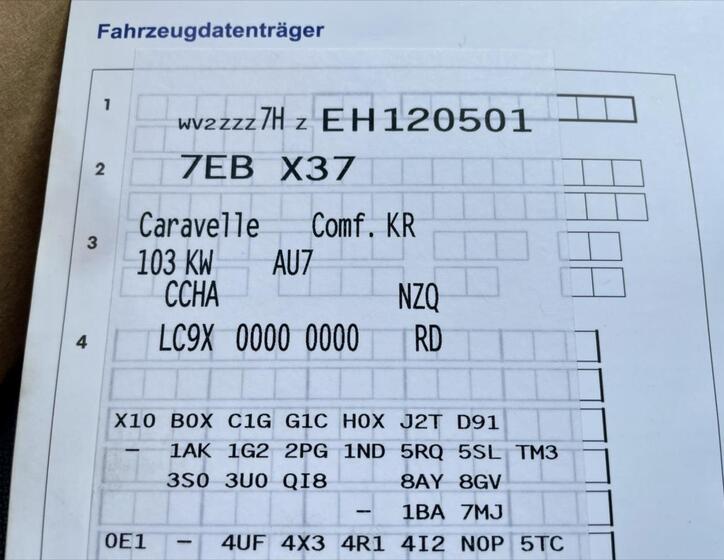 Fahrzeugdatenträger
1
WV2ZZZ7H Z EH120501
2
7EB X37
Caravelle Comf. KR
3
103 KW AU7
CCHA NZQ
4
LC9X 0000 0000 RD
X10 B0X C1G G1C H0X J2T D91
- 1AK 1G2 2PG 1ND 5RQ 5SL TM3
3S0 3U0 QI8 8AY 8GV
- 1BA 7MJ
0E1 - 4UF 4X3 4R1 4I2 N0P 5TC